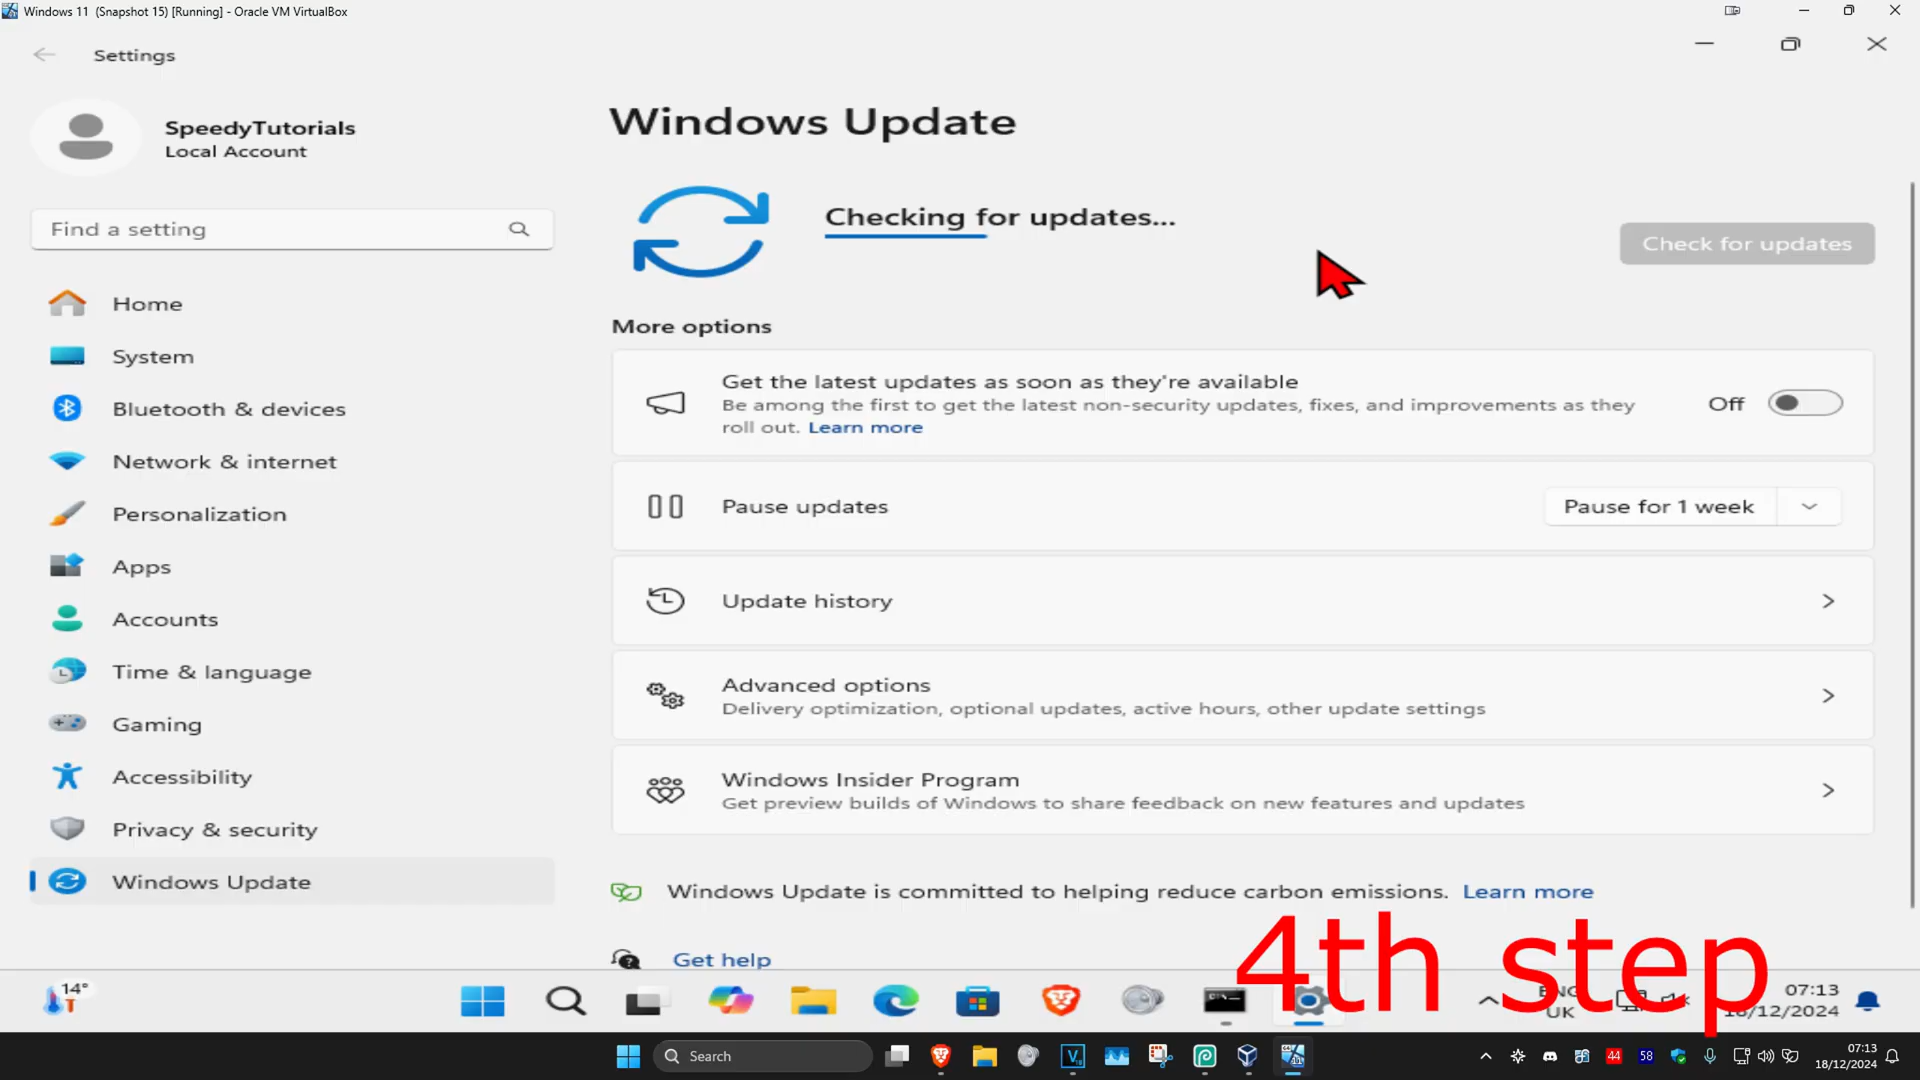 Windows 11 (Snapshot 15) [Running] - Oracle VM VirtualBox
Settings
SpeedyTutorials
Local Account
Find a setting
Home
System
Bluetooth & devices
Network & internet
Personalization
Apps
Accounts
Time & language
Gaming
Accessibility
Privacy & security
Windows Update
Windows Update
Checking for updates...
Check for updates
More options
Get the latest updates as soon as they're available
Be among the first to get the latest non-security updates, fixes, and improvements as they
roll out. Learn more
Off
Pause updates
Pause for 1 week
Update history
Advanced options
Delivery optimization, optional updates, active hours, other update settings
Windows Insider Program
Get preview builds of Windows to share feedback on new features and updates
Windows Update is committed to helping reduce carbon emissions. Learn more
Get help
4th step
14°
ENG
UK
07:13
18/12/2024
Search
44
58
07:13
18/12/2024